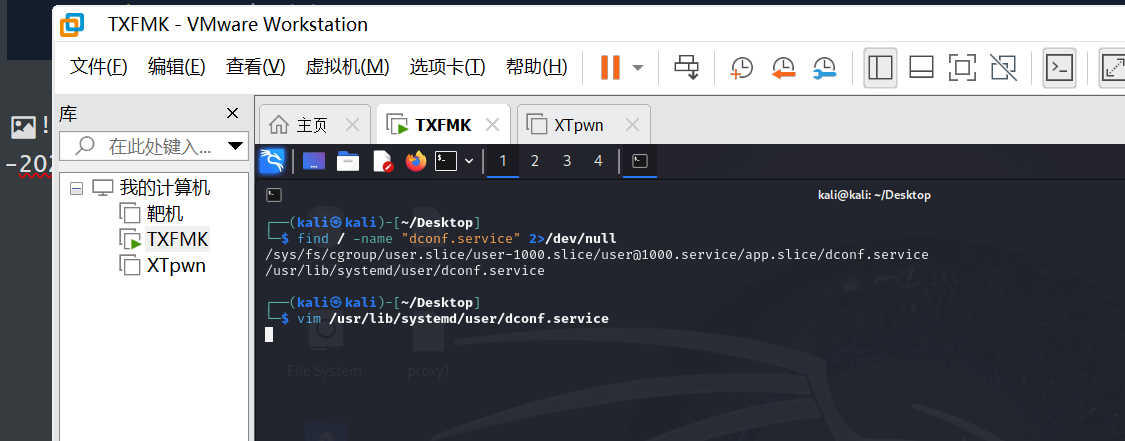 TXFMK - VMware Workstation
文件(F) 编辑(E) 查看(V) 虚拟机(M) 选项卡(T) 帮助(H)
库
主页 TXFMK XTpwn
在此处键入...
1 2 3 4
-202
我的计算机
靶机
TXFMK
XTpwn
kali@kali: ~/Desktop
┌──(kali㉿kali)-[~/Desktop]
└─$ find / -name "dconf.service" 2>/dev/null
/sys/fs/cgroup/user.slice/user-1000.slice/user@1000.service/app.slice/dconf.service
/usr/lib/systemd/user/dconf.service
┌──(kali㉿kali)-[~/Desktop]
└─$ vim /usr/lib/systemd/user/dconf.service
File System proxy1